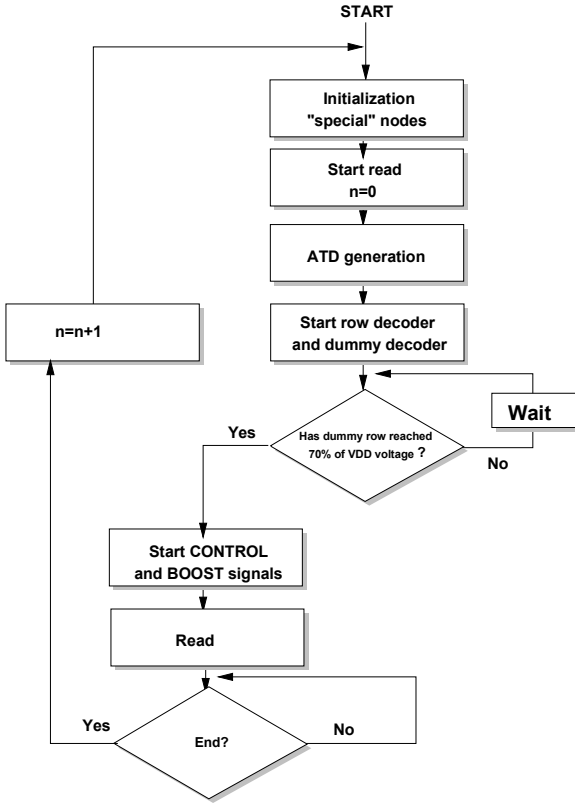 START
Initialization
"special" nodes
Start read
n=0
ATD generation
n=n+1
Start row decoder
and dummy decoder
Wait
Has dummy row reached
70% of VDD voltage ?
Yes
No
Start CONTROL
and BOOST signals
Read
Yes
End?
No